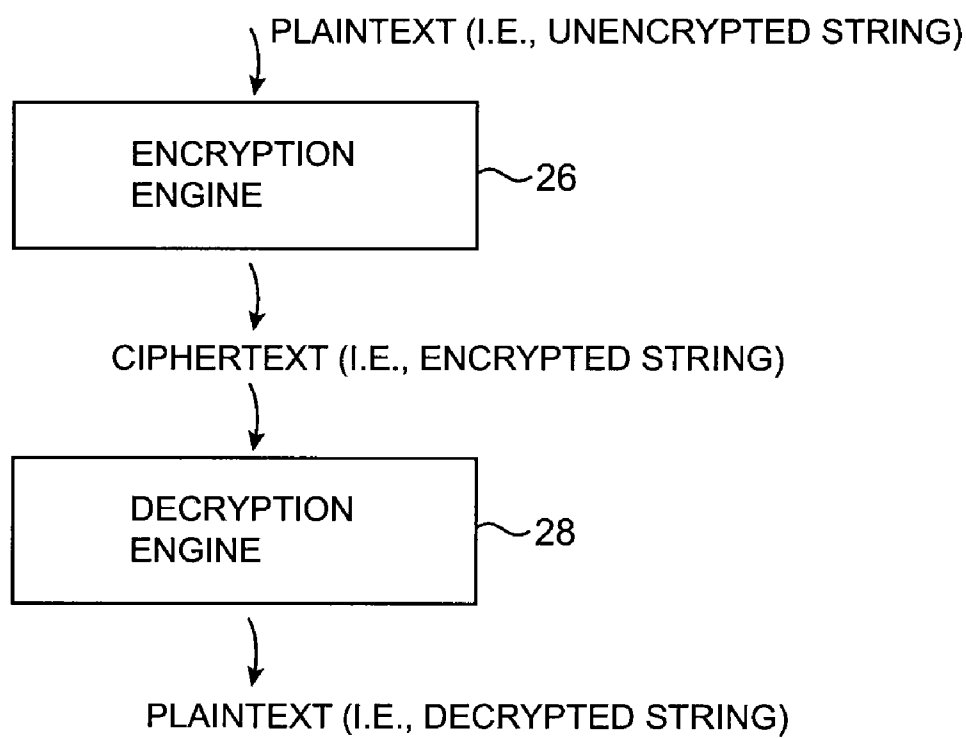 PLAINTEXT (I.E., UNENCRYPTED STRING)
ENCRYPTION
ENGINE
26
CIPHERTEXT (I.E., ENCRYPTED STRING)
DECRYPTION
ENGINE
28
PLAINTEXT (I.E., DECRYPTED STRING)